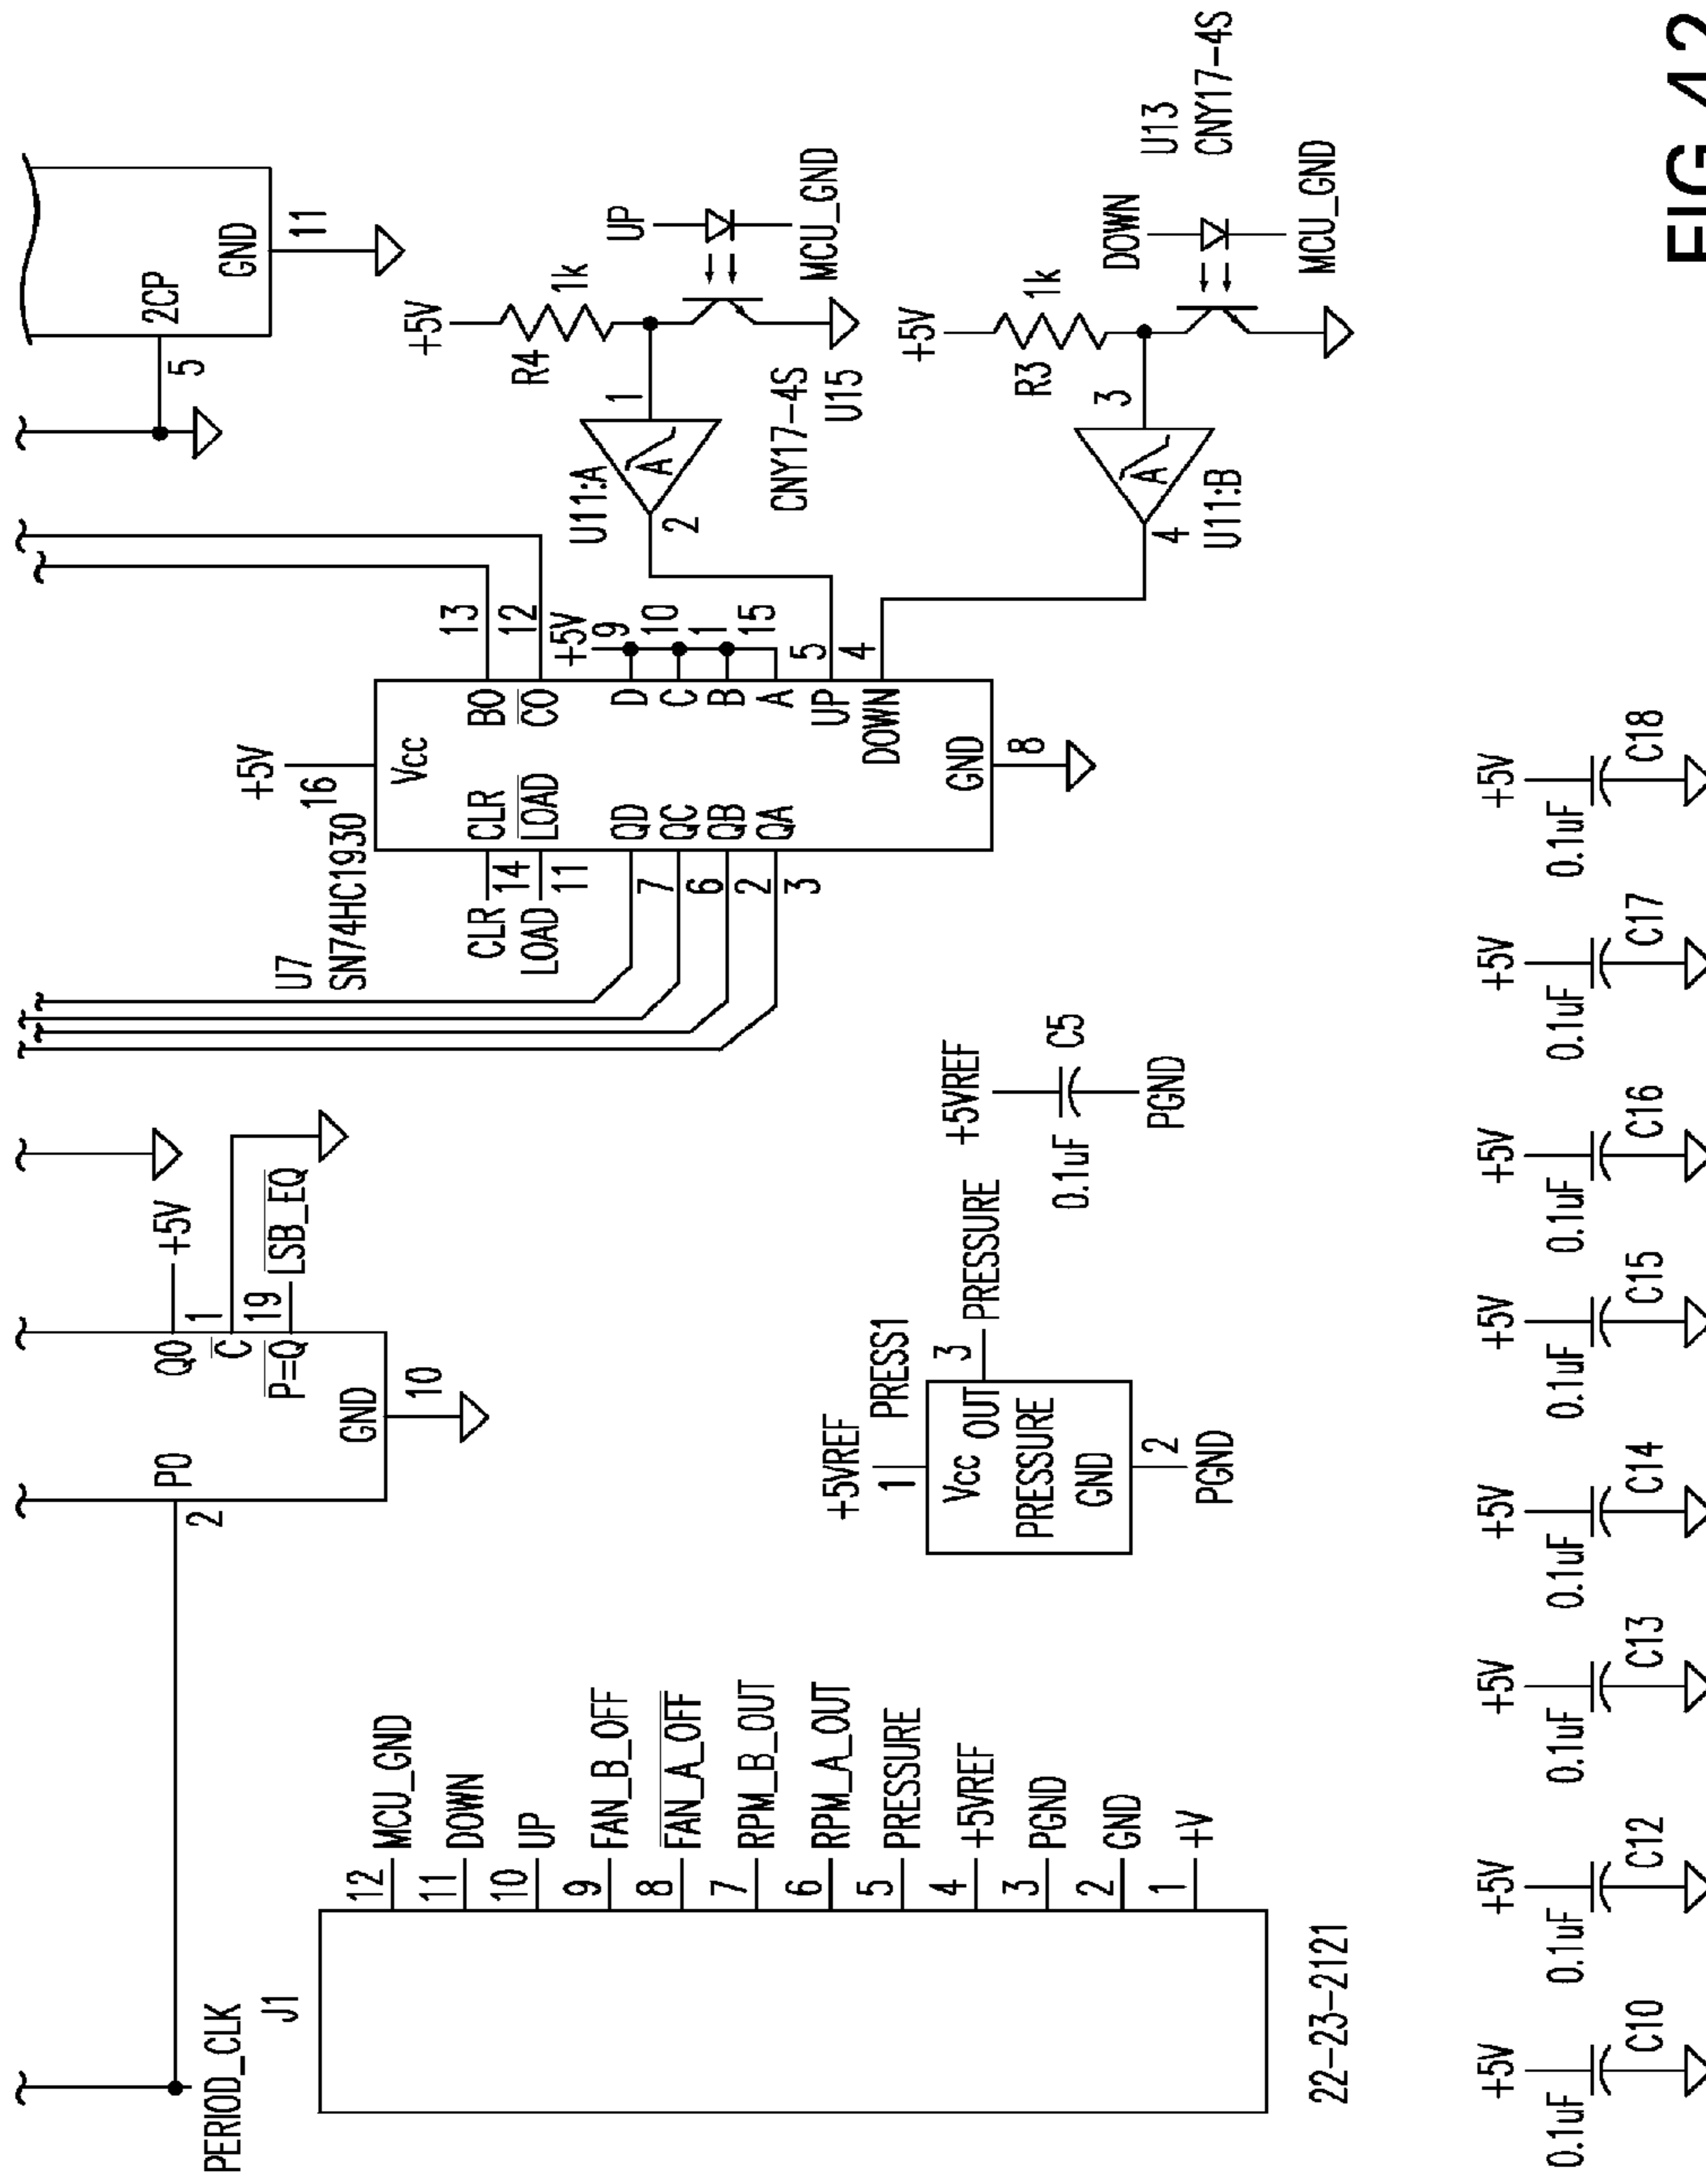 PERIOD_CLK
2
P0
Q0
+5V
1
C
19
P=Q
LSB_EQ
GND
10
2CP
5
GND
11
J1
12
MCU_GND
11
DOWN
10
UP
9
FAN_B_OFF
8
FAN_A_OFF
7
RPM_B_OUT
6
RPM_A_OUT
5
PRESSURE
4
+5VREF
3
PGND
2
GND
1
+V
22-23-2121
+5VREF
1
PRESS1
Vcc
OUT
3
PRESSURE
PRESSURE
GND
2
PGND
+5VREF
0.1uF
C5
PGND
U7
SN74HC1930
+5V
16
Vcc
CLR
14
CLR
LOAD
11
LOAD
BO
13
CO
12
+5V
QD
7
D
9
QC
6
C
10
QB
2
B
1
QA
3
A
15
UP
5
DOWN
4
GND
8
+5V
R4
1k
U11:A
1
2
A
UP
MCU_GND
CNY17-4S
U15
+5V
R3
1k
3
A
4
U11:B
DOWN
U13
CNY17-4S
MCU_GND
+5V
0.1uF
C10
+5V
0.1uF
C12
+5V
0.1uF
C13
+5V
0.1uF
C14
+5V
0.1uF
C15
+5V
0.1uF
C16
+5V
0.1uF
C17
+5V
0.1uF
C18
FIG.42